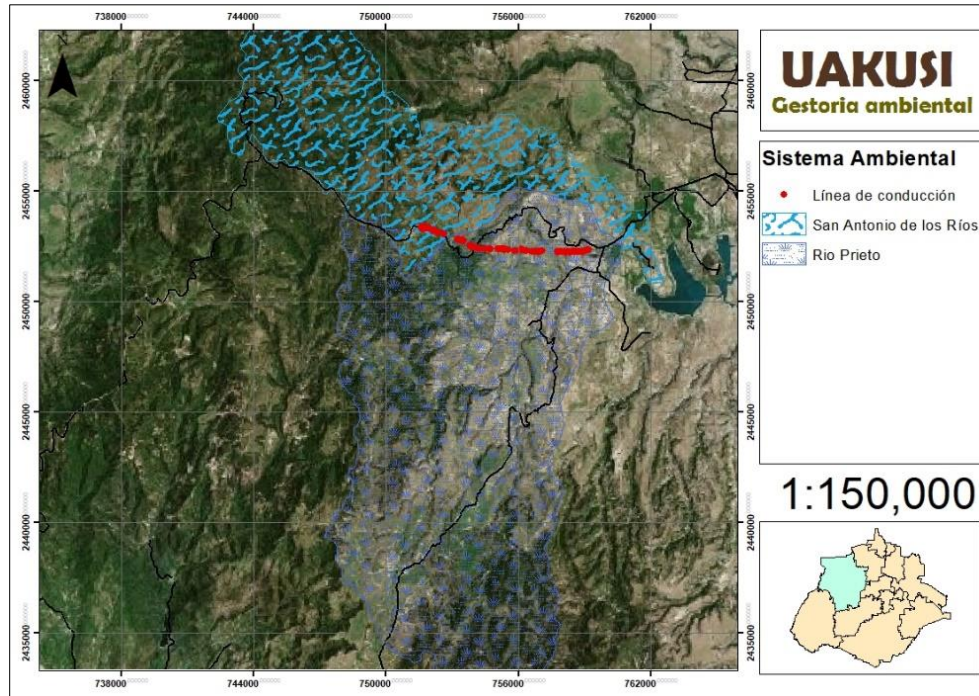 738000 744000 750000 756000 762000
UAKUSI
Gestoria ambiental
Sistema Ambiental
Línea de conducción
San Antonio de los Ríos
Rio Prieto
1:150,000
2460000 2460000
2455000 2455000
2450000 2450000
2445000 2445000
2440000 2440000
2435000 2435000
738000 744000 750000 756000 762000